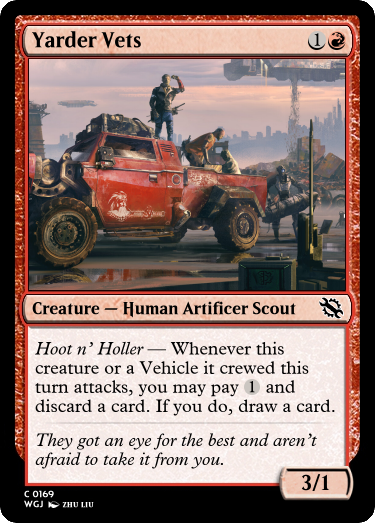 Yarder Vets
1
Creature — Human Artificer Scout
Hoot n’ Holler — Whenever this
creature or a Vehicle it crewed this
turn attacks, you may pay 1 and
discard a card. If you do, draw a card.
They got an eye for the best and aren’t
afraid to take it from you.
3/1
C 0169
WGJ ZHU LIU